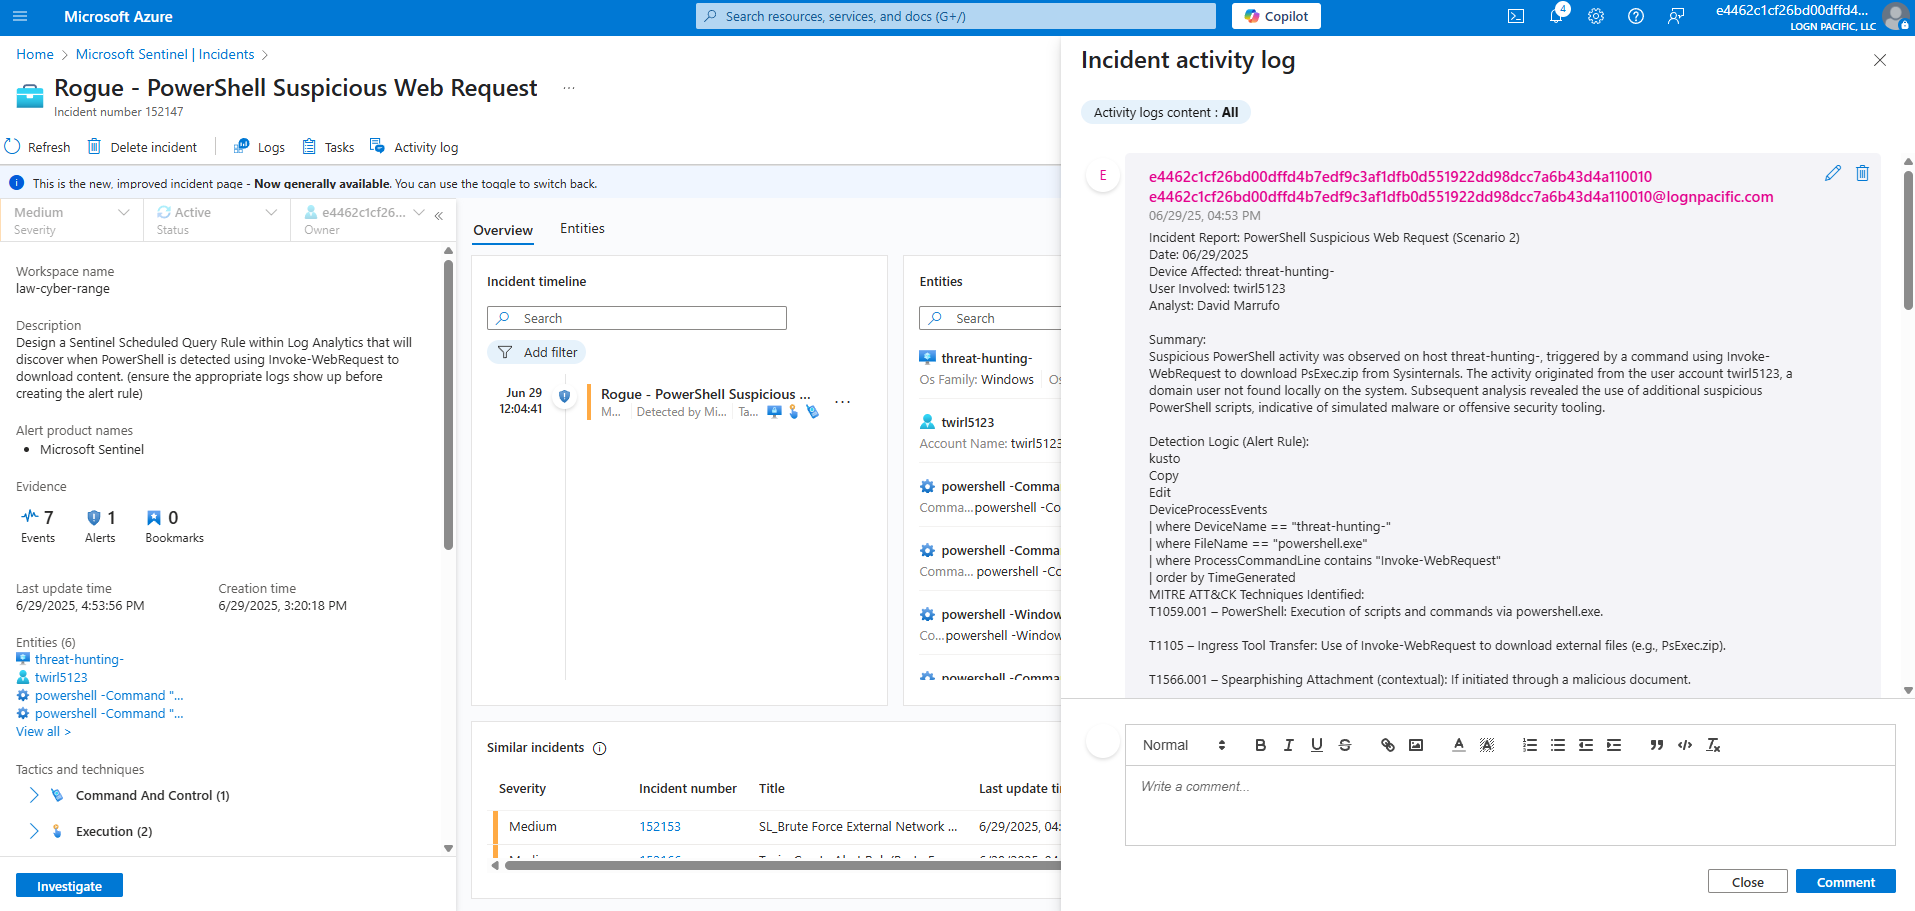 Microsoft Azure
Search resources, services, and docs (G+/)
Copilot
4
e4462c1cf26bd00dffd4...
LOGN PACIFIC, LLC
Home > Microsoft Sentinel | Incidents >
Rogue - PowerShell Suspicious Web Request ...
Incident number 152147
Refresh Delete incident Logs Tasks Activity log
This is the new, improved incident page - Now generally available. You can use the toggle to switch back.
Medium
Severity
Active
Status
e4462c1cf26...
Owner
Workspace name
law-cyber-range
Description
Design a Sentinel Scheduled Query Rule within Log Analytics that will
discover when PowerShell is detected using Invoke-WebRequest to
download content. (ensure the appropriate logs show up before
creating the alert rule)
Alert product names
• Microsoft Sentinel
Evidence
7 1 0
Events Alerts Bookmarks
Last update time Creation time
6/29/2025, 4:53:56 PM 6/29/2025, 3:20:18 PM
Entities (6)
threat-hunting-
twirl5123
powershell -Command "...
powershell -Command "...
View all >
Tactics and techniques
Command And Control (1)
Execution (2)
Investigate
Overview Entities
Incident timeline
Search
Add filter
Jun 29
12:04:41
Rogue - PowerShell Suspicious ... ...
M... Detected by Mi... Ta...
Entities
Search
threat-hunting-
Os Family: Windows Os
twirl5123
Account Name: twirl5123
powershell -Comma
Comma... powershell -Co
powershell -Comma
Comma... powershell -Co
powershell -Window
Co... powershell -Window
powershell -Comma
Similar incidents
Severity Incident number Title Last update ti
Medium 152153 SL_Brute Force External Network ... 6/29/2025, 04:
Incident activity log
Activity logs content : All
E
e4462c1cf26bd00dffd4b7edf9c3af1dfb0d551922dd98dcc7a6b43d4a110010
e4462c1cf26bd00dffd4b7edf9c3af1dfb0d551922dd98dcc7a6b43d4a110010@lognpacific.com
06/29/25, 04:53 PM
Incident Report: PowerShell Suspicious Web Request (Scenario 2)
Date: 06/29/2025
Device Affected: threat-hunting-
User Involved: twirl5123
Analyst: David Marrufo
Summary:
Suspicious PowerShell activity was observed on host threat-hunting-, triggered by a command using Invoke-
WebRequest to download PsExec.zip from Sysinternals. The activity originated from the user account twirl5123, a
domain user not found locally on the system. Subsequent analysis revealed the use of additional suspicious
PowerShell scripts, indicative of simulated malware or offensive security tooling.
Detection Logic (Alert Rule):
kusto
Copy
Edit
DeviceProcessEvents
| where DeviceName == "threat-hunting-"
| where FileName == "powershell.exe"
| where ProcessCommandLine contains "Invoke-WebRequest"
| order by TimeGenerated
MITRE ATT&CK Techniques Identified:
T1059.001 – PowerShell: Execution of scripts and commands via powershell.exe.
T1105 – Ingress Tool Transfer: Use of Invoke-WebRequest to download external files (e.g., PsExec.zip).
T1566.001 – Spearphishing Attachment (contextual): If initiated through a malicious document.
Normal
Write a comment...
Close Comment